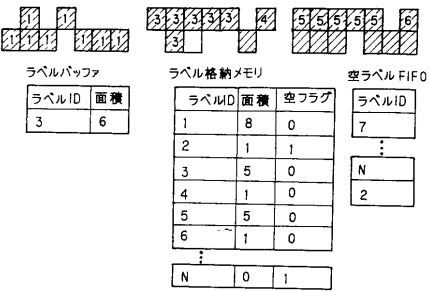 1 1
1 1 1 1 1 1
3 3 3 3 4
3
5 5 5 5 5 6
ラベルバッファ
ラベルID 面積
3 6
ラベル格納メモリ
ラベルID 面積 空フラグ
1 8 0
2 1 1
3 5 0
4 1 0
5 5 0
6 1 0
⋮
N 0 1
空ラベルFIFO
ラベルID
7
⋮
N
2